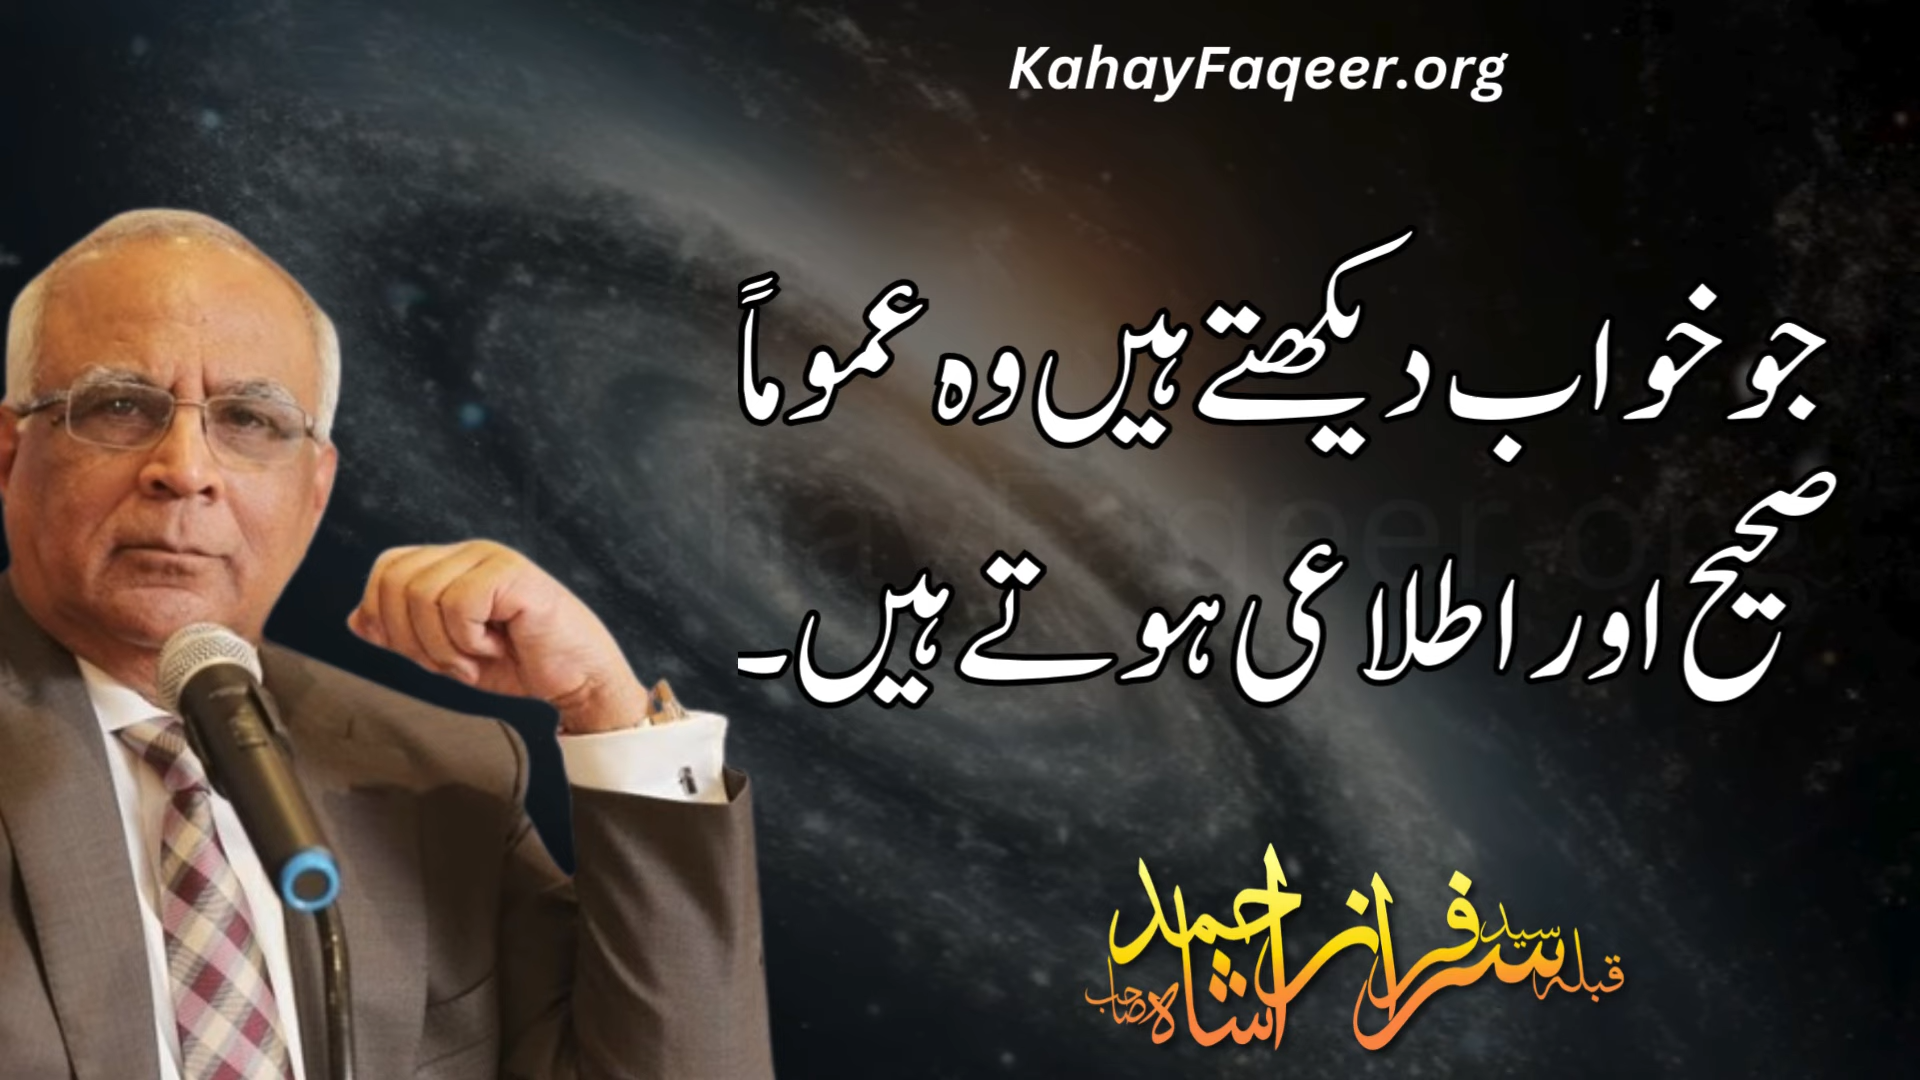 KahayFaqeer.org
جو خواب دیکھتے ہیں وہ عموماً
صحیح اور اطلاعی ہوتے ہیں۔
قبلہ سید سرفراز احمد شاہ صاحب